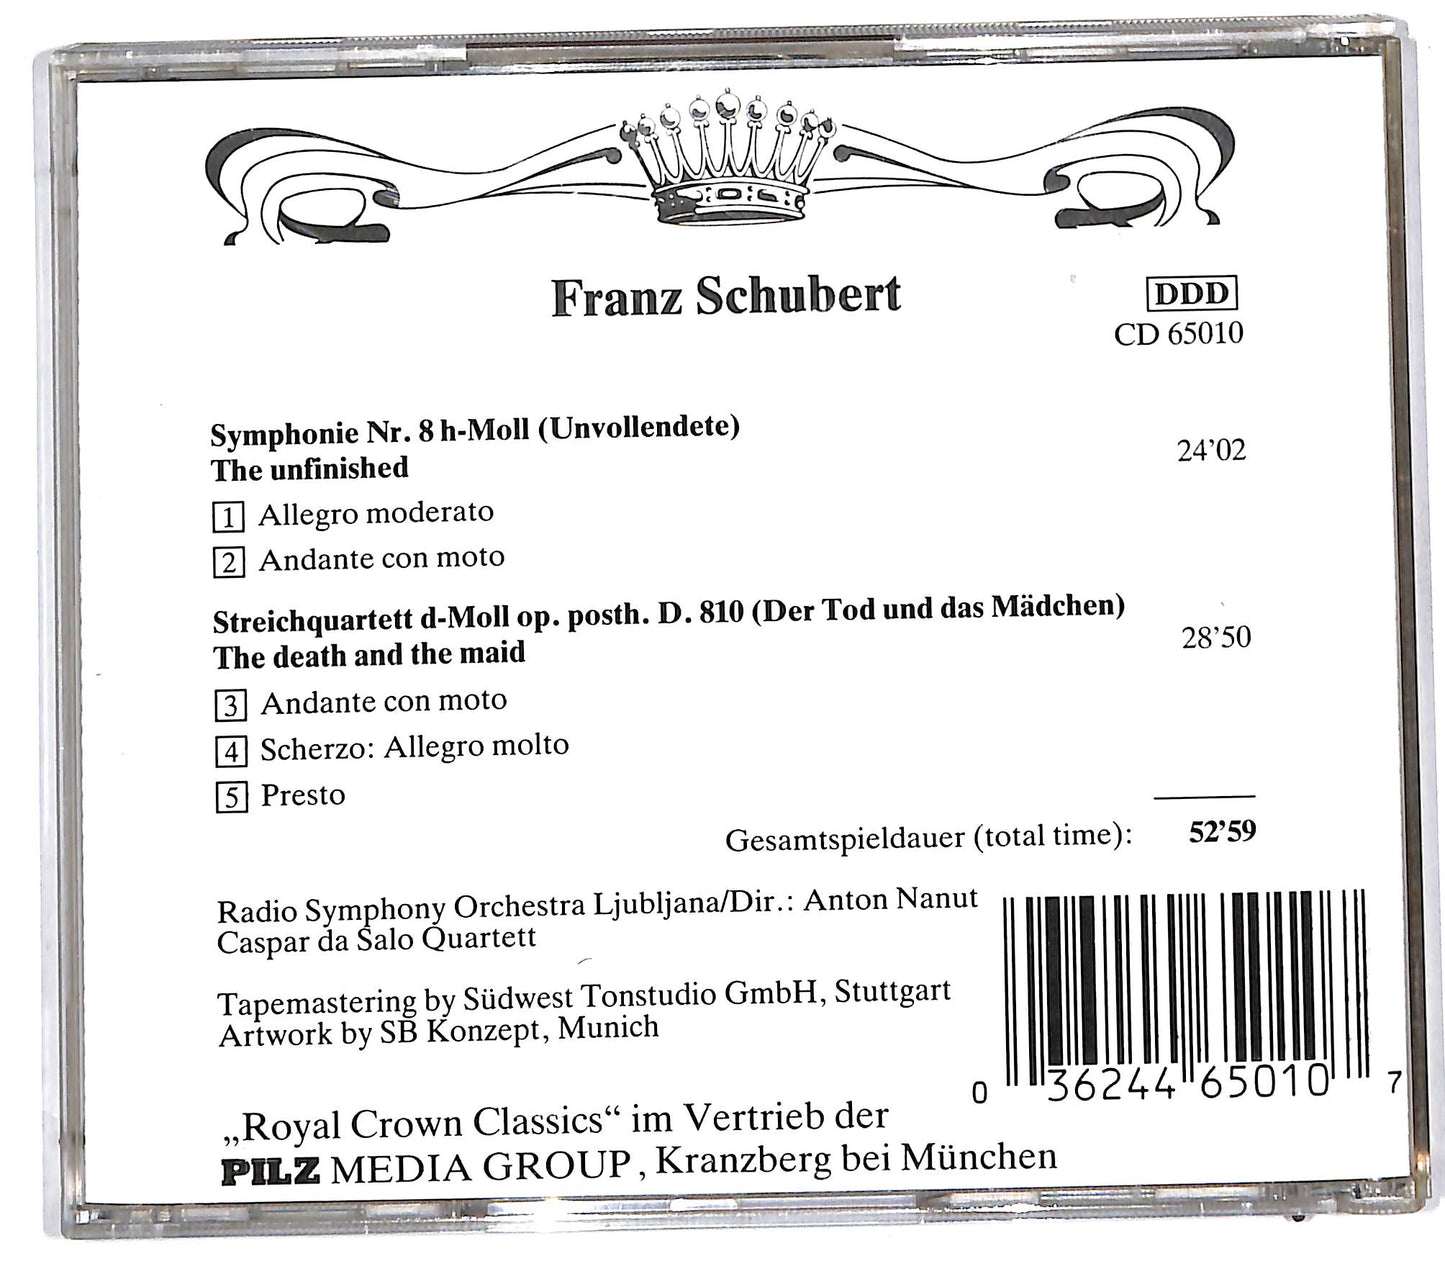 Franz Schubert
DDD
CD 65010
Symphonie Nr. 8 h-Moll (Unvollendete)
The unfinished
24'02
1 Allegro moderato
2 Andante con moto
Streichquartett d-Moll op. posth. D. 810 (Der Tod und das Mädchen)
The death and the maid
28'50
3 Andante con moto
4 Scherzo: Allegro molto
5 Presto
Gesamtspieldauer (total time): 52'59
Radio Symphony Orchestra Ljubljana/Dir.: Anton Nanut
Caspar da Salo Quartett
Tapemastering by Südwest Tonstudio GmbH, Stuttgart
Artwork by SB Konzept, Munich
0 36244 65010 7
„Royal Crown Classics“ im Vertrieb der
PILZ MEDIA GROUP, Kranzberg bei München